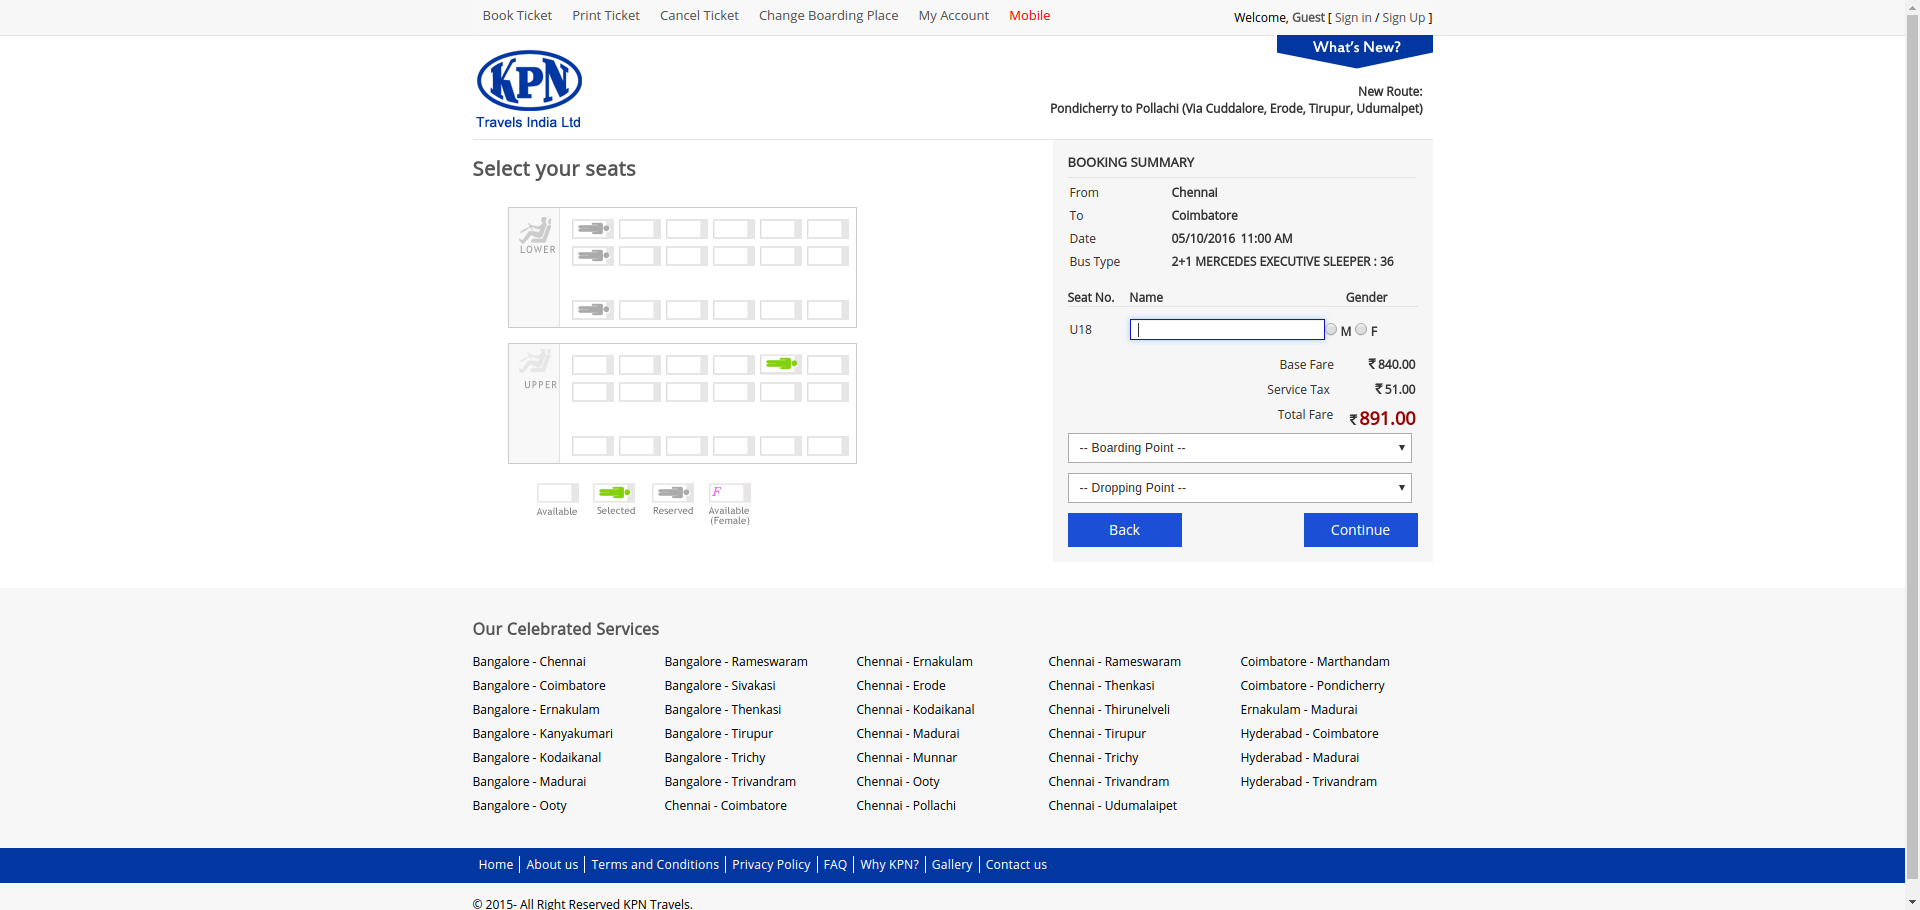 Book Ticket Print Ticket Cancel Ticket Change Boarding Place My Account Mobile
Welcome, Guest [ Sign in / Sign Up ]
What's New?
KPN
Travels India Ltd
New Route:
Pondicherry to Pollachi (Via Cuddalore, Erode, Tirupur, Udumalpet)
Select your seats
LOWER
UPPER
Available Selected Reserved F Available (Female)
BOOKING SUMMARY
From Chennai
To Coimbatore
Date 05/10/2016 11:00 AM
Bus Type 2+1 MERCEDES EXECUTIVE SLEEPER : 36
Seat No. Name Gender
U18 M F
Base Fare ₹ 840.00
Service Tax ₹ 51.00
Total Fare ₹ 891.00
-- Boarding Point --
-- Dropping Point --
Back Continue
Our Celebrated Services
Bangalore - Chennai Bangalore - Rameswaram Chennai - Ernakulam Chennai - Rameswaram Coimbatore - Marthandam
Bangalore - Coimbatore Bangalore - Sivakasi Chennai - Erode Chennai - Thenkasi Coimbatore - Pondicherry
Bangalore - Ernakulam Bangalore - Thenkasi Chennai - Kodaikanal Chennai - Thirunelveli Ernakulam - Madurai
Bangalore - Kanyakumari Bangalore - Tirupur Chennai - Madurai Chennai - Tirupur Hyderabad - Coimbatore
Bangalore - Kodaikanal Bangalore - Trichy Chennai - Munnar Chennai - Trichy Hyderabad - Madurai
Bangalore - Madurai Bangalore - Trivandram Chennai - Ooty Chennai - Trivandram Hyderabad - Trivandram
Bangalore - Ooty Chennai - Coimbatore Chennai - Pollachi Chennai - Udumalaipet
Home About us Terms and Conditions Privacy Policy FAQ Why KPN? Gallery Contact us
© 2015- All Right Reserved KPN Travels.